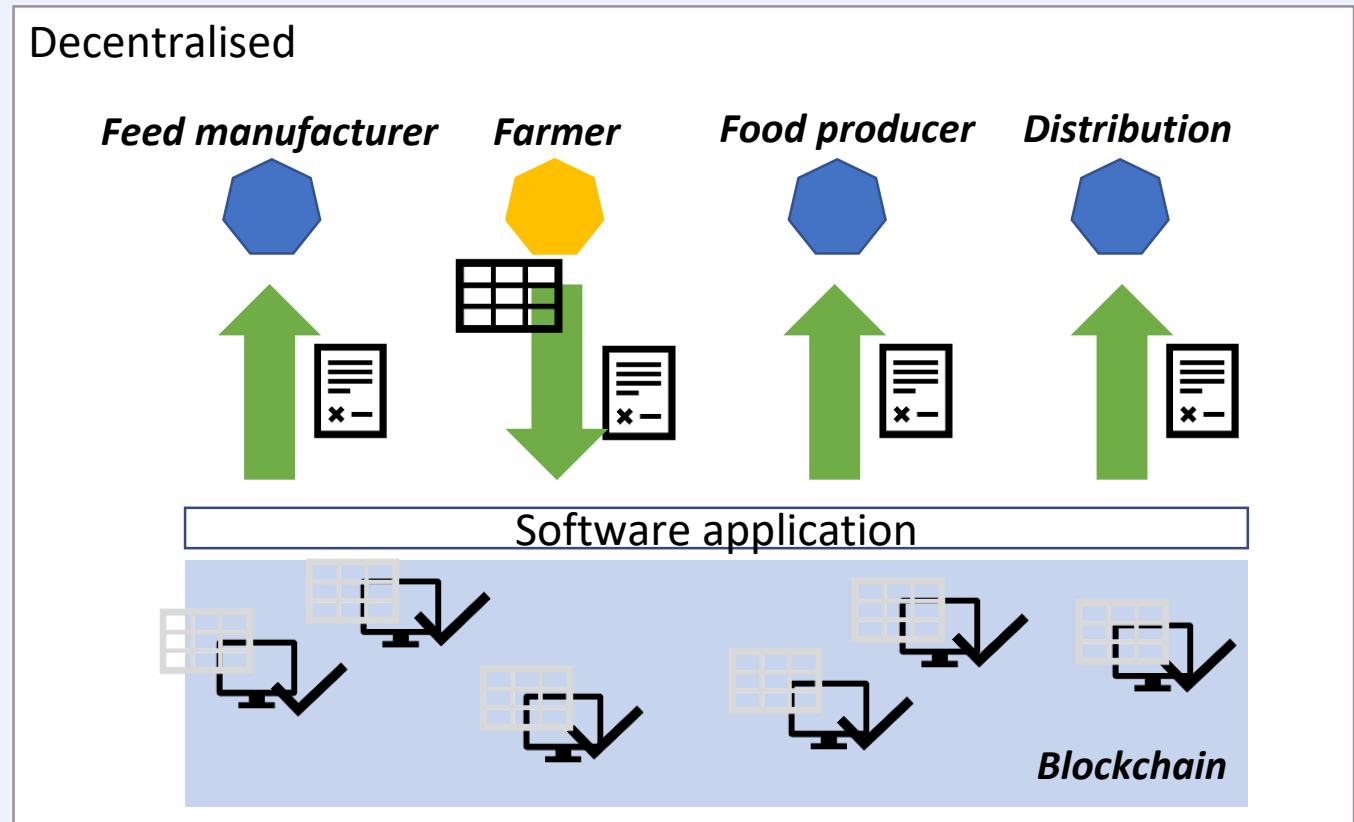 Decentralised
Feed manufacturer
Farmer
Food producer
Distribution
Software application
Blockchain